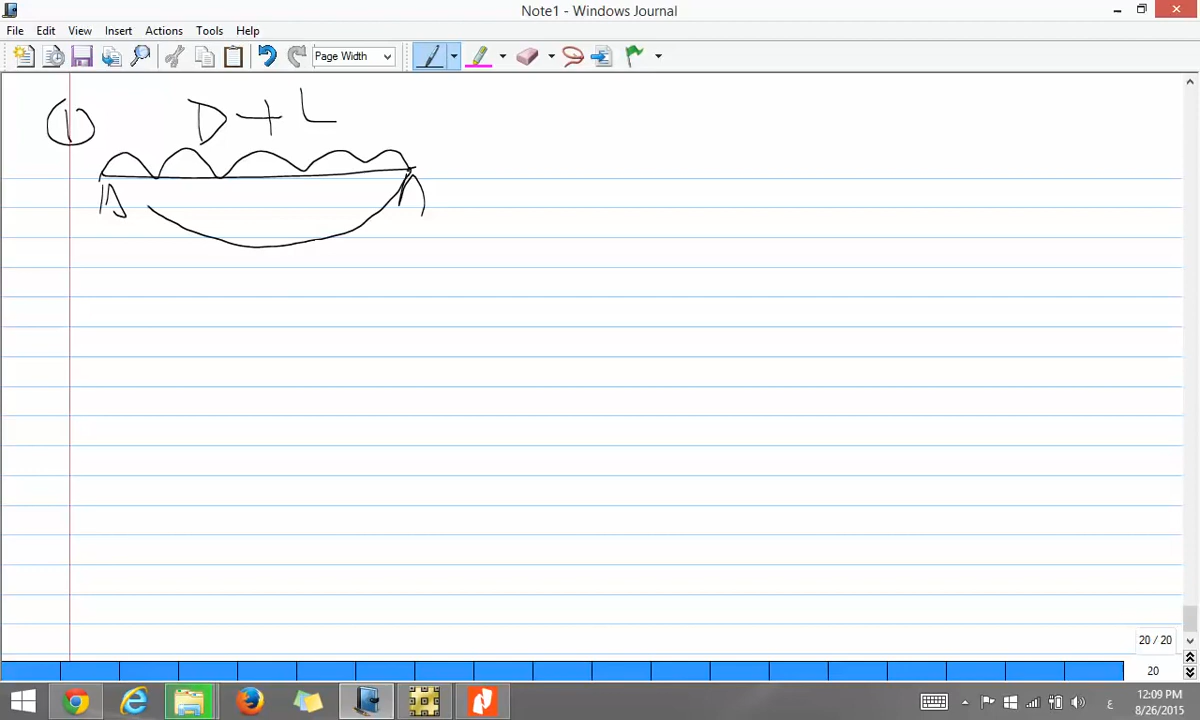 Note1 - Windows Journal
File Edit View Insert Actions Tools Help
Page Width
① D + L
20 / 20
20
12:09 PM
ع
8/26/2015